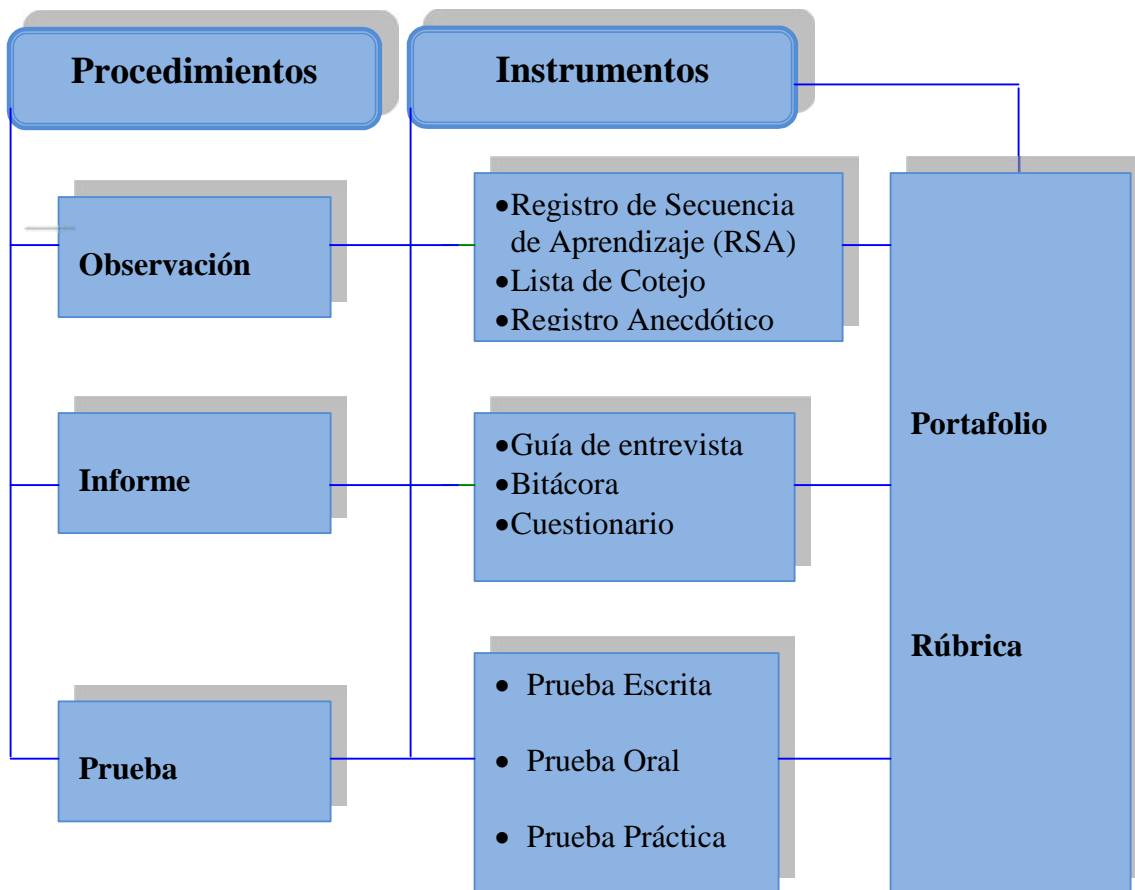 Procedimientos
Instrumentos
Observación
•Registro de Secuencia
de Aprendizaje (RSA)
•Lista de Cotejo
•Registro Anecdótico
Informe
•Guía de entrevista
•Bitácora
•Cuestionario
Prueba
• Prueba Escrita
• Prueba Oral
• Prueba Práctica
Portafolio
Rúbrica